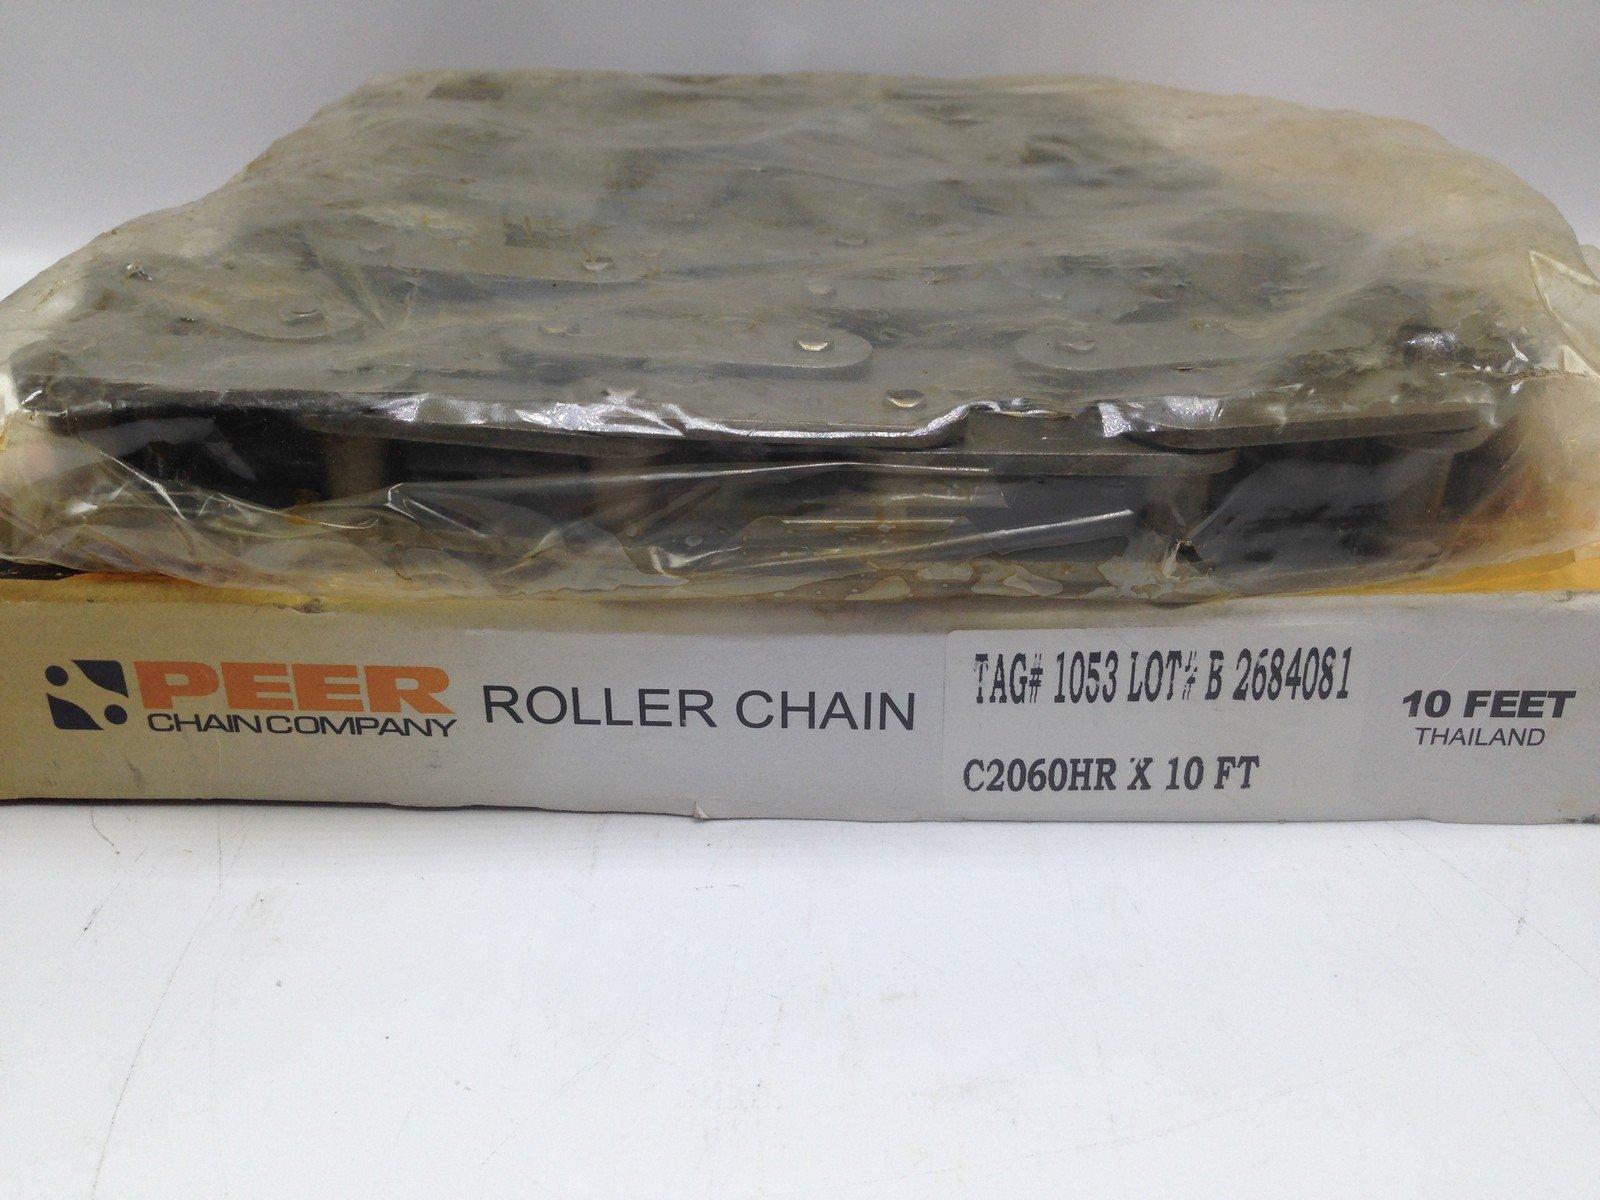 PEER
CHAIN COMPANY
ROLLER CHAIN
TAG# 1053 LOT# B 2684081
C2060HR X 10 FT
10 FEET
THAILAND